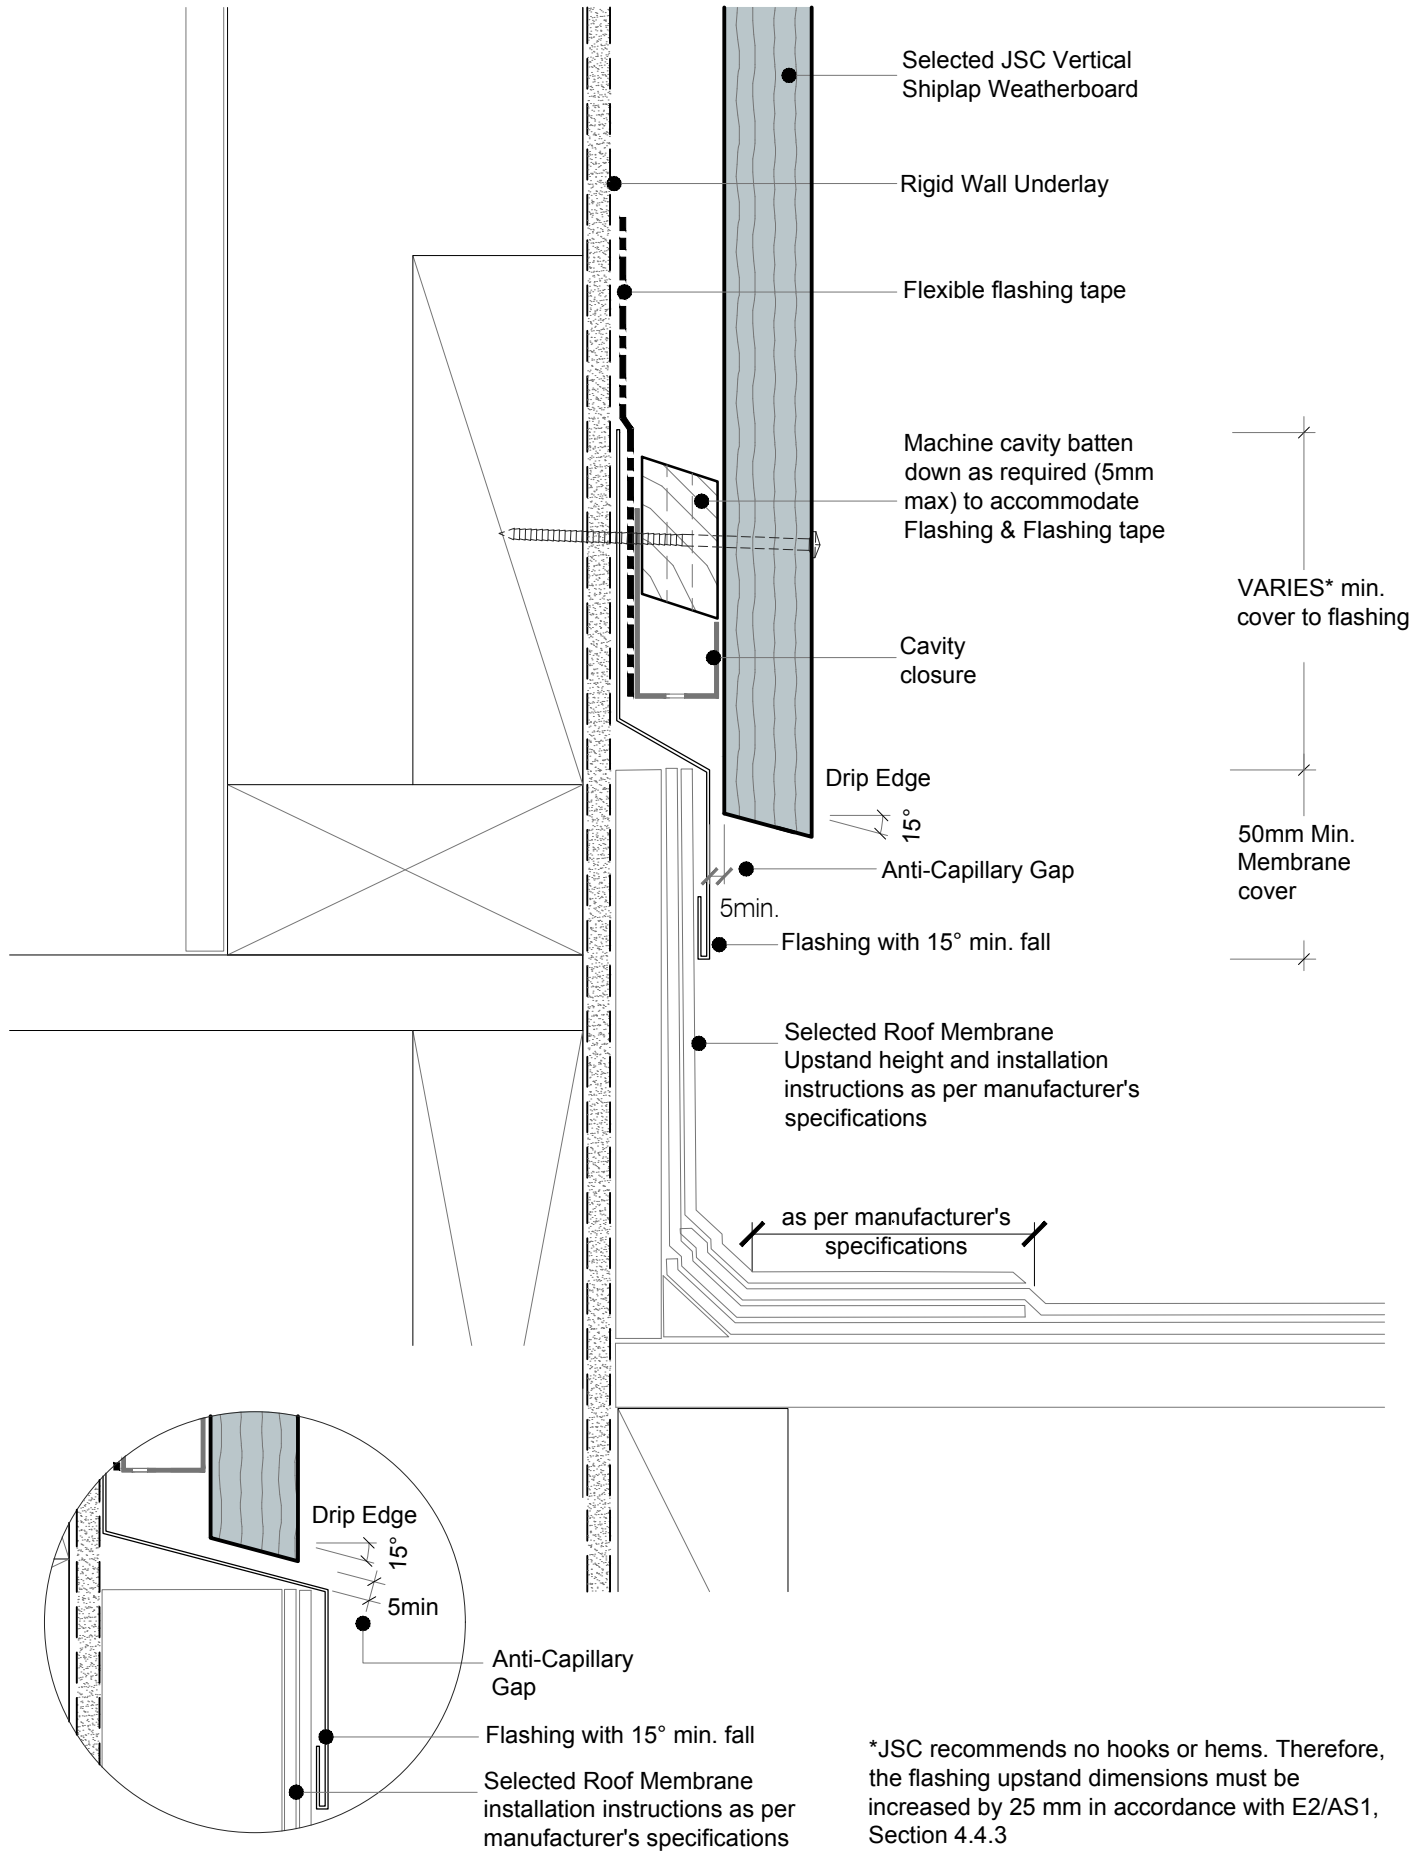 Selected JSC Vertical
Shiplap Weatherboard
Rigid Wall Underlay
Flexible flashing tape
Machine cavity batten
down as required (5mm
max) to accommodate
Flashing & Flashing tape
VARIES* min.
cover to flashing
Cavity
closure
Drip Edge
15°
50mm Min.
Membrane
cover
Anti-Capillary Gap
5min.
Flashing with 15° min. fall
Selected Roof Membrane
Upstand height and installation
instructions as per manufacturer's
specifications
as per manufacturer's
specifications
Drip Edge
15°
5min
Anti-Capillary
Gap
Flashing with 15° min. fall
Selected Roof Membrane
installation instructions as per
manufacturer's specifications
*JSC recommends no hooks or hems. Therefore,
the flashing upstand dimensions must be
increased by 25 mm in accordance with E2/AS1,
Section 4.4.3